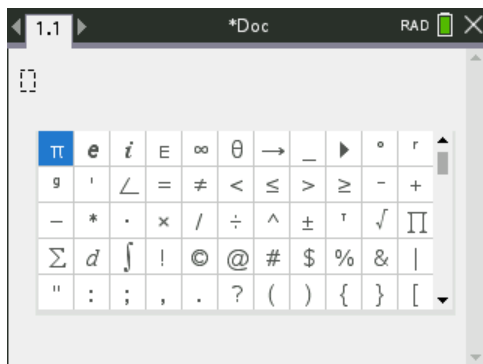 1.1 *Doc RAD
π e i E ∞ θ → _ ▶ ° ʳ
ᵍ ' ∠ = ≠ < ≤ > ≥ ⁻ +
− * · × / ÷ ^ ± ᵀ √ ∏
∑ d ∫ ! © @ # $ % & |
" : ; , . ? ( ) { } [